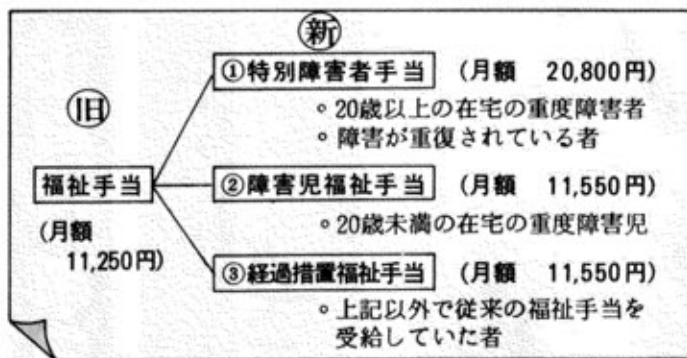 新
旧
福祉手当
(月額
11,250円)
①特別障害者手当 (月額 20,800円)
◦20歳以上の在宅の重度障害者
◦障害が重複されている者
②障害児福祉手当 (月額 11,550円)
◦20歳未満の在宅の重度障害児
③経過措置福祉手当 (月額 11,550円)
◦上記以外で従来の福祉手当を
受給していた者